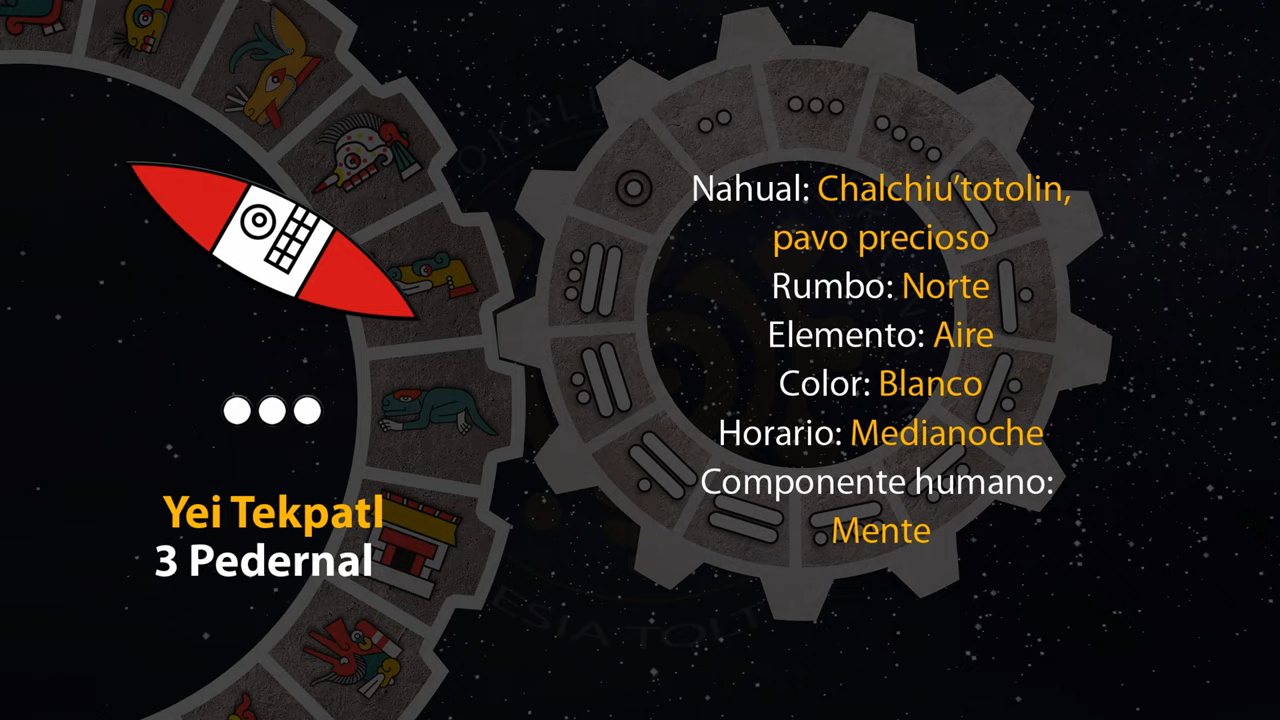 Yei Tekpatl
3 Pedernal
Nahual: Chalchiu’totolin,
pavo precioso
Rumbo: Norte
Elemento: Aire
Color: Blanco
Horario: Medianoche
Componente humano:
Mente